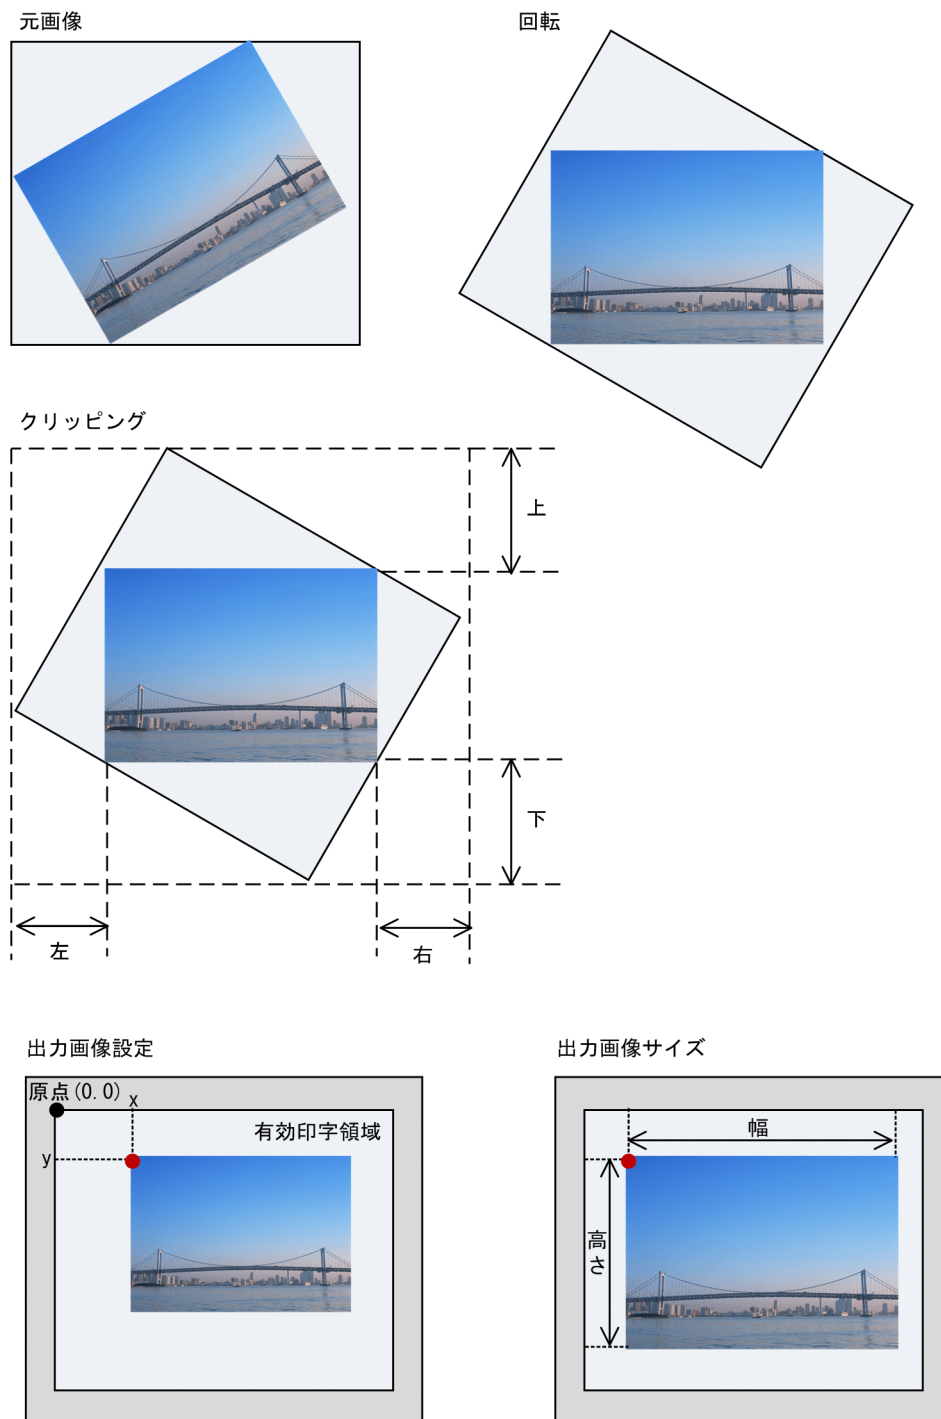 元画像
回転
クリッピング
上
下
左
右
出力画像設定
出力画像サイズ
原点(0.0)
x
有効印字領域
y
幅
高さ